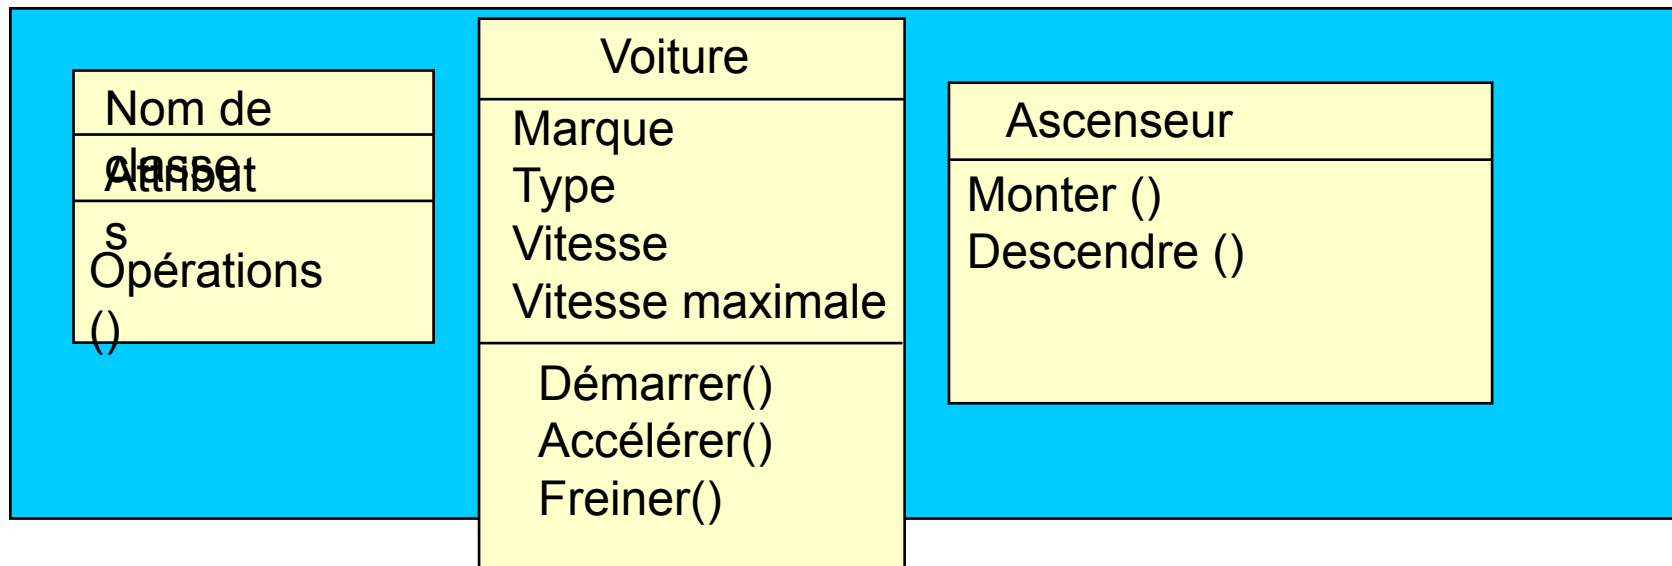 Nom de
classe
Attribut
s
Opérations
()
Voiture
Marque
Type
Vitesse
Vitesse maximale
Démarrer()
Accélérer()
Freiner()
Ascenseur
Monter ()
Descendre ()